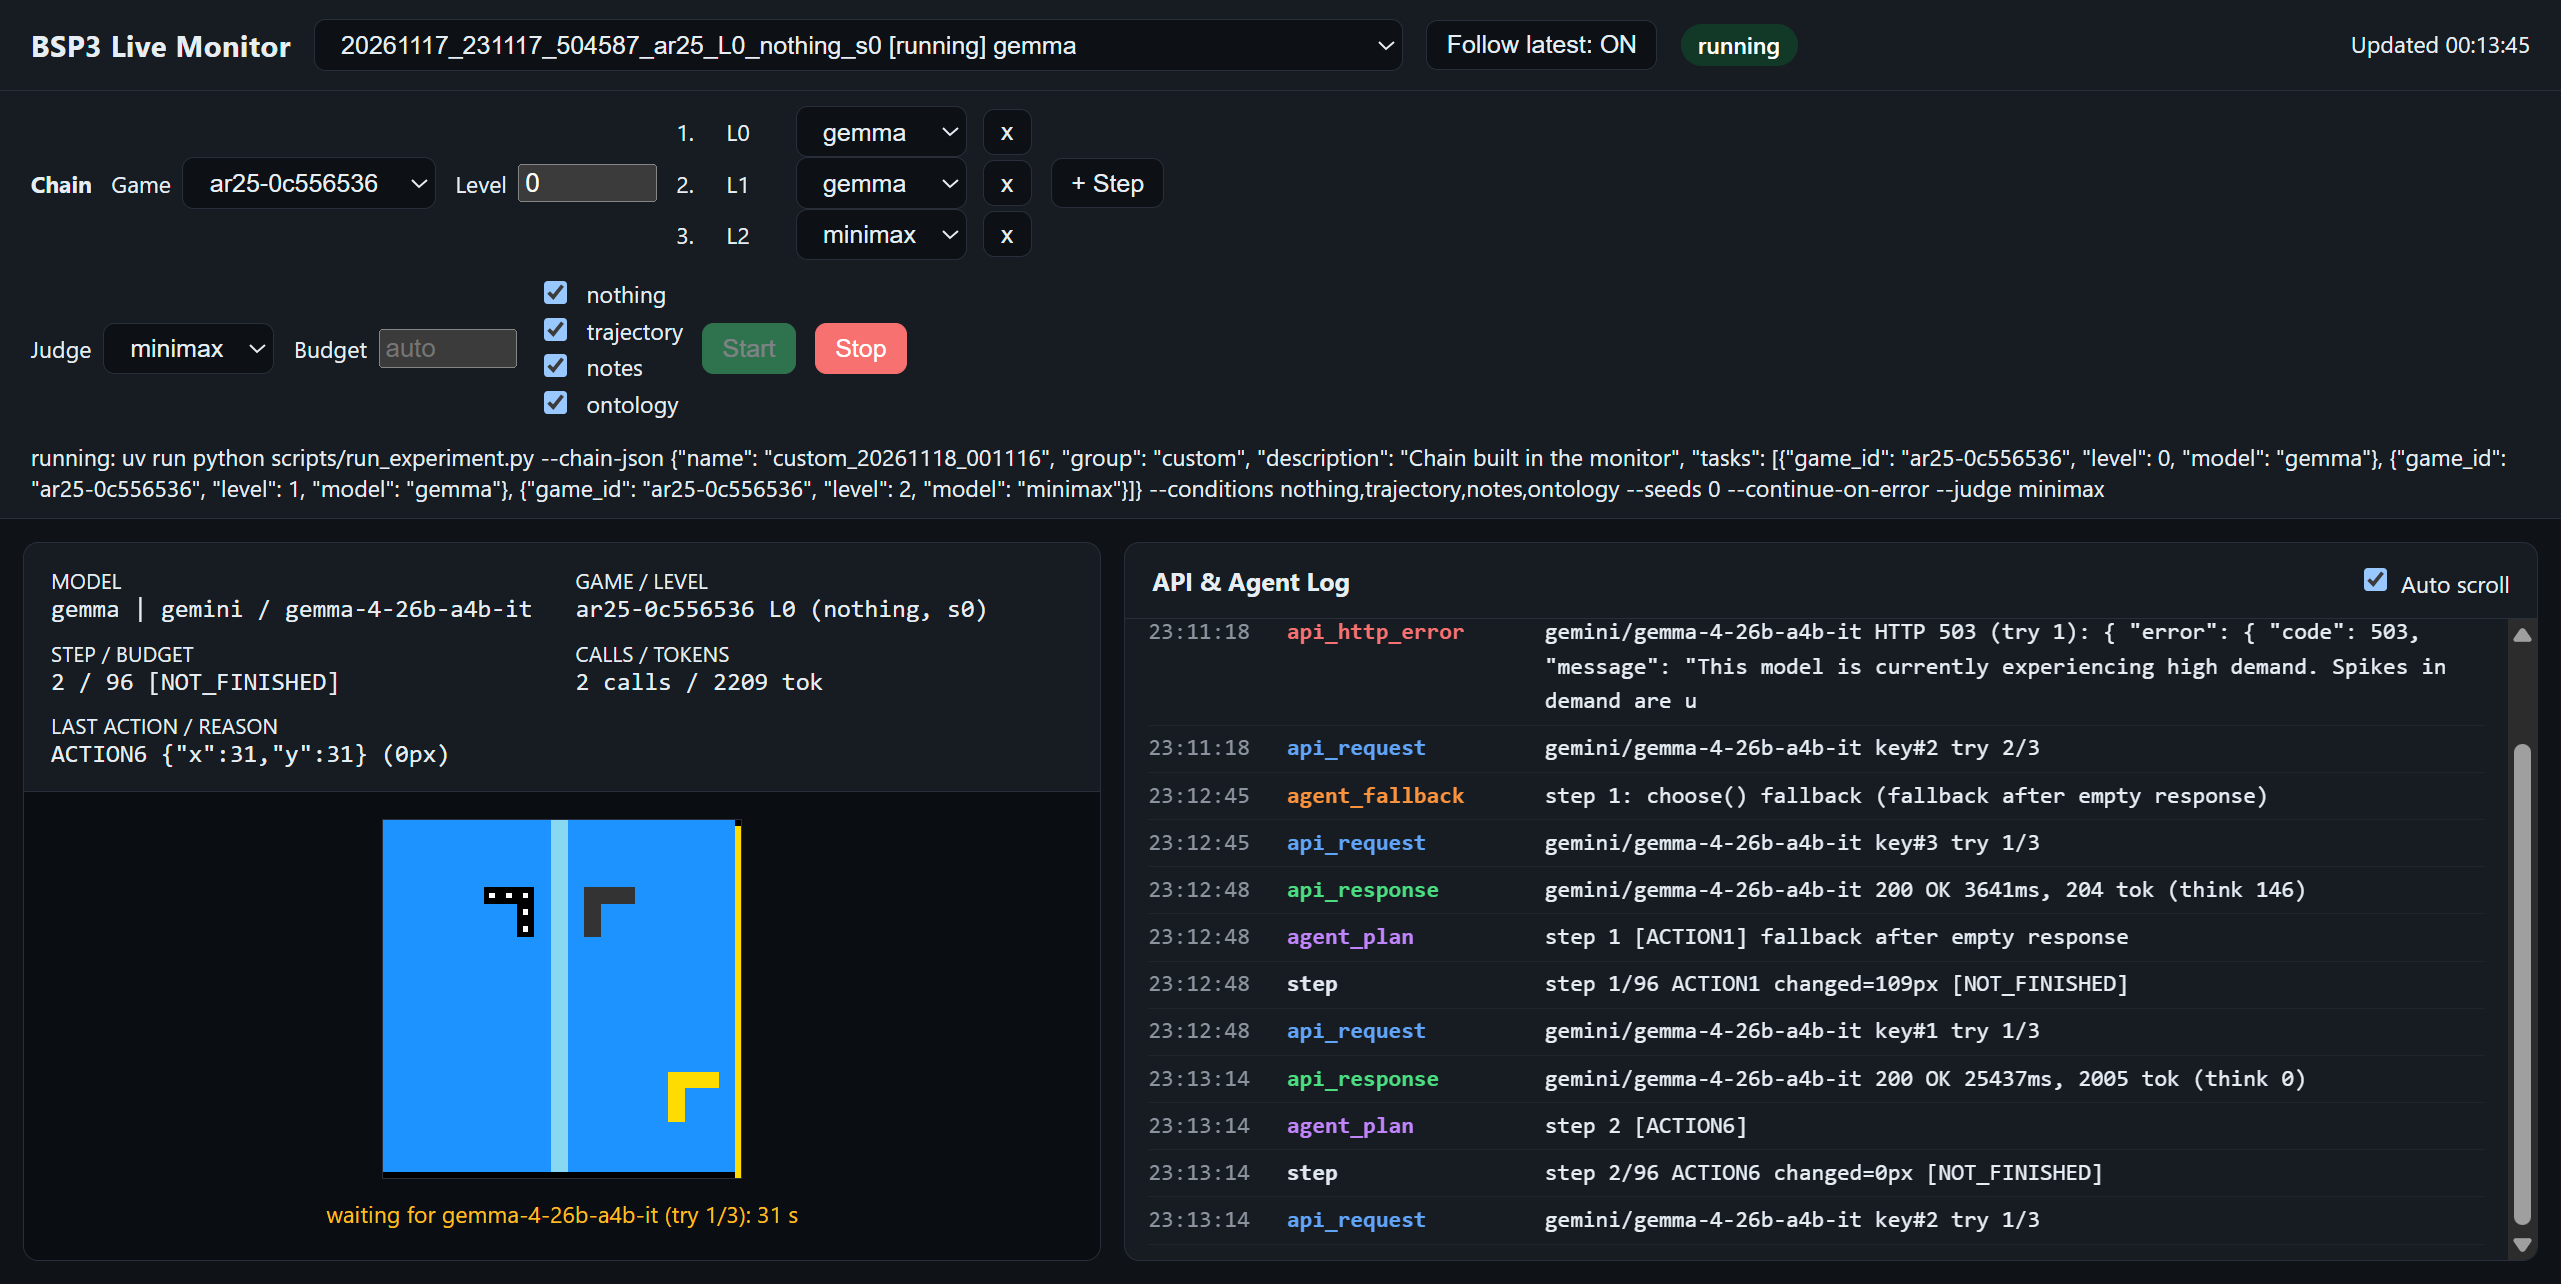 BSP3 Live Monitor
20261117_231117_504587_ar25_L0_nothing_s0 [running] gemma
Follow latest: ON
running
Updated 00:13:45
1. L0 gemma x
Chain Game ar25-0c556536 Level 0 2. L1 gemma x + Step
3. L2 minimax x
Judge minimax Budget auto
nothing
trajectory
notes
ontology
Start Stop
running: uv run python scripts/run_experiment.py --chain-json {"name": "custom_20261118_001116", "group": "custom", "description": "Chain built in the monitor", "tasks": [{"game_id": "ar25-0c556536", "level": 0, "model": "gemma"}, {"game_id":
"ar25-0c556536", "level": 1, "model": "gemma"}, {"game_id": "ar25-0c556536", "level": 2, "model": "minimax"}]} --conditions nothing,trajectory,notes,ontology --seeds 0 --continue-on-error --judge minimax
MODEL
gemma | gemini / gemma-4-26b-a4b-it
GAME / LEVEL
ar25-0c556536 L0 (nothing, s0)
STEP / BUDGET
2 / 96 [NOT_FINISHED]
CALLS / TOKENS
2 calls / 2209 tok
LAST ACTION / REASON
ACTION6 {"x":31,"y":31} (0px)
waiting for gemma-4-26b-a4b-it (try 1/3): 31 s
API & Agent Log
Auto scroll
23:11:18 api_http_error gemini/gemma-4-26b-a4b-it HTTP 503 (try 1): { "error": { "code": 503,
"message": "This model is currently experiencing high demand. Spikes in
demand are u
23:11:18 api_request gemini/gemma-4-26b-a4b-it key#2 try 2/3
23:12:45 agent_fallback step 1: choose() fallback (fallback after empty response)
23:12:45 api_request gemini/gemma-4-26b-a4b-it key#3 try 1/3
23:12:48 api_response gemini/gemma-4-26b-a4b-it 200 OK 3641ms, 204 tok (think 146)
23:12:48 agent_plan step 1 [ACTION1] fallback after empty response
23:12:48 step step 1/96 ACTION1 changed=109px [NOT_FINISHED]
23:12:48 api_request gemini/gemma-4-26b-a4b-it key#1 try 1/3
23:13:14 api_response gemini/gemma-4-26b-a4b-it 200 OK 25437ms, 2005 tok (think 0)
23:13:14 agent_plan step 2 [ACTION6]
23:13:14 step step 2/96 ACTION6 changed=0px [NOT_FINISHED]
23:13:14 api_request gemini/gemma-4-26b-a4b-it key#2 try 1/3